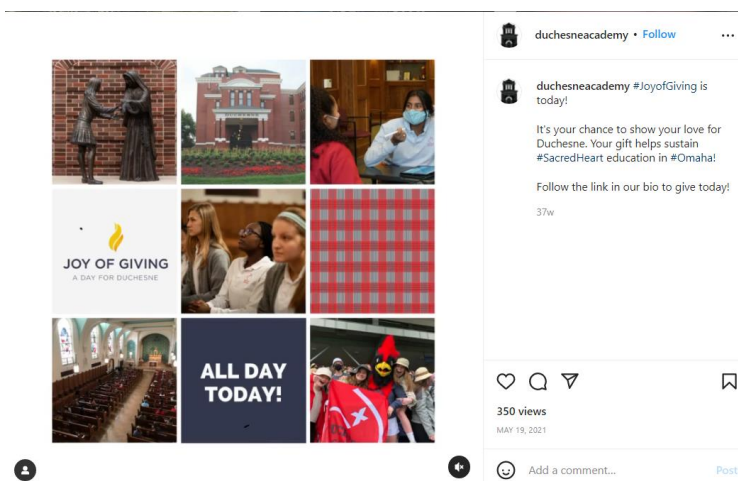 duchesneacademy • Follow
duchesneacademy #JoyofGiving is
today!
It's your chance to show your love for
Duchesne. Your gift helps sustain
#SacredHeart education in #Omaha!
Follow the link in our bio to give today!
37w
JOY OF GIVING
A DAY FOR DUCHESNE
ALL DAY
TODAY!
350 views
MAY 19, 2021
Add a comment... Post